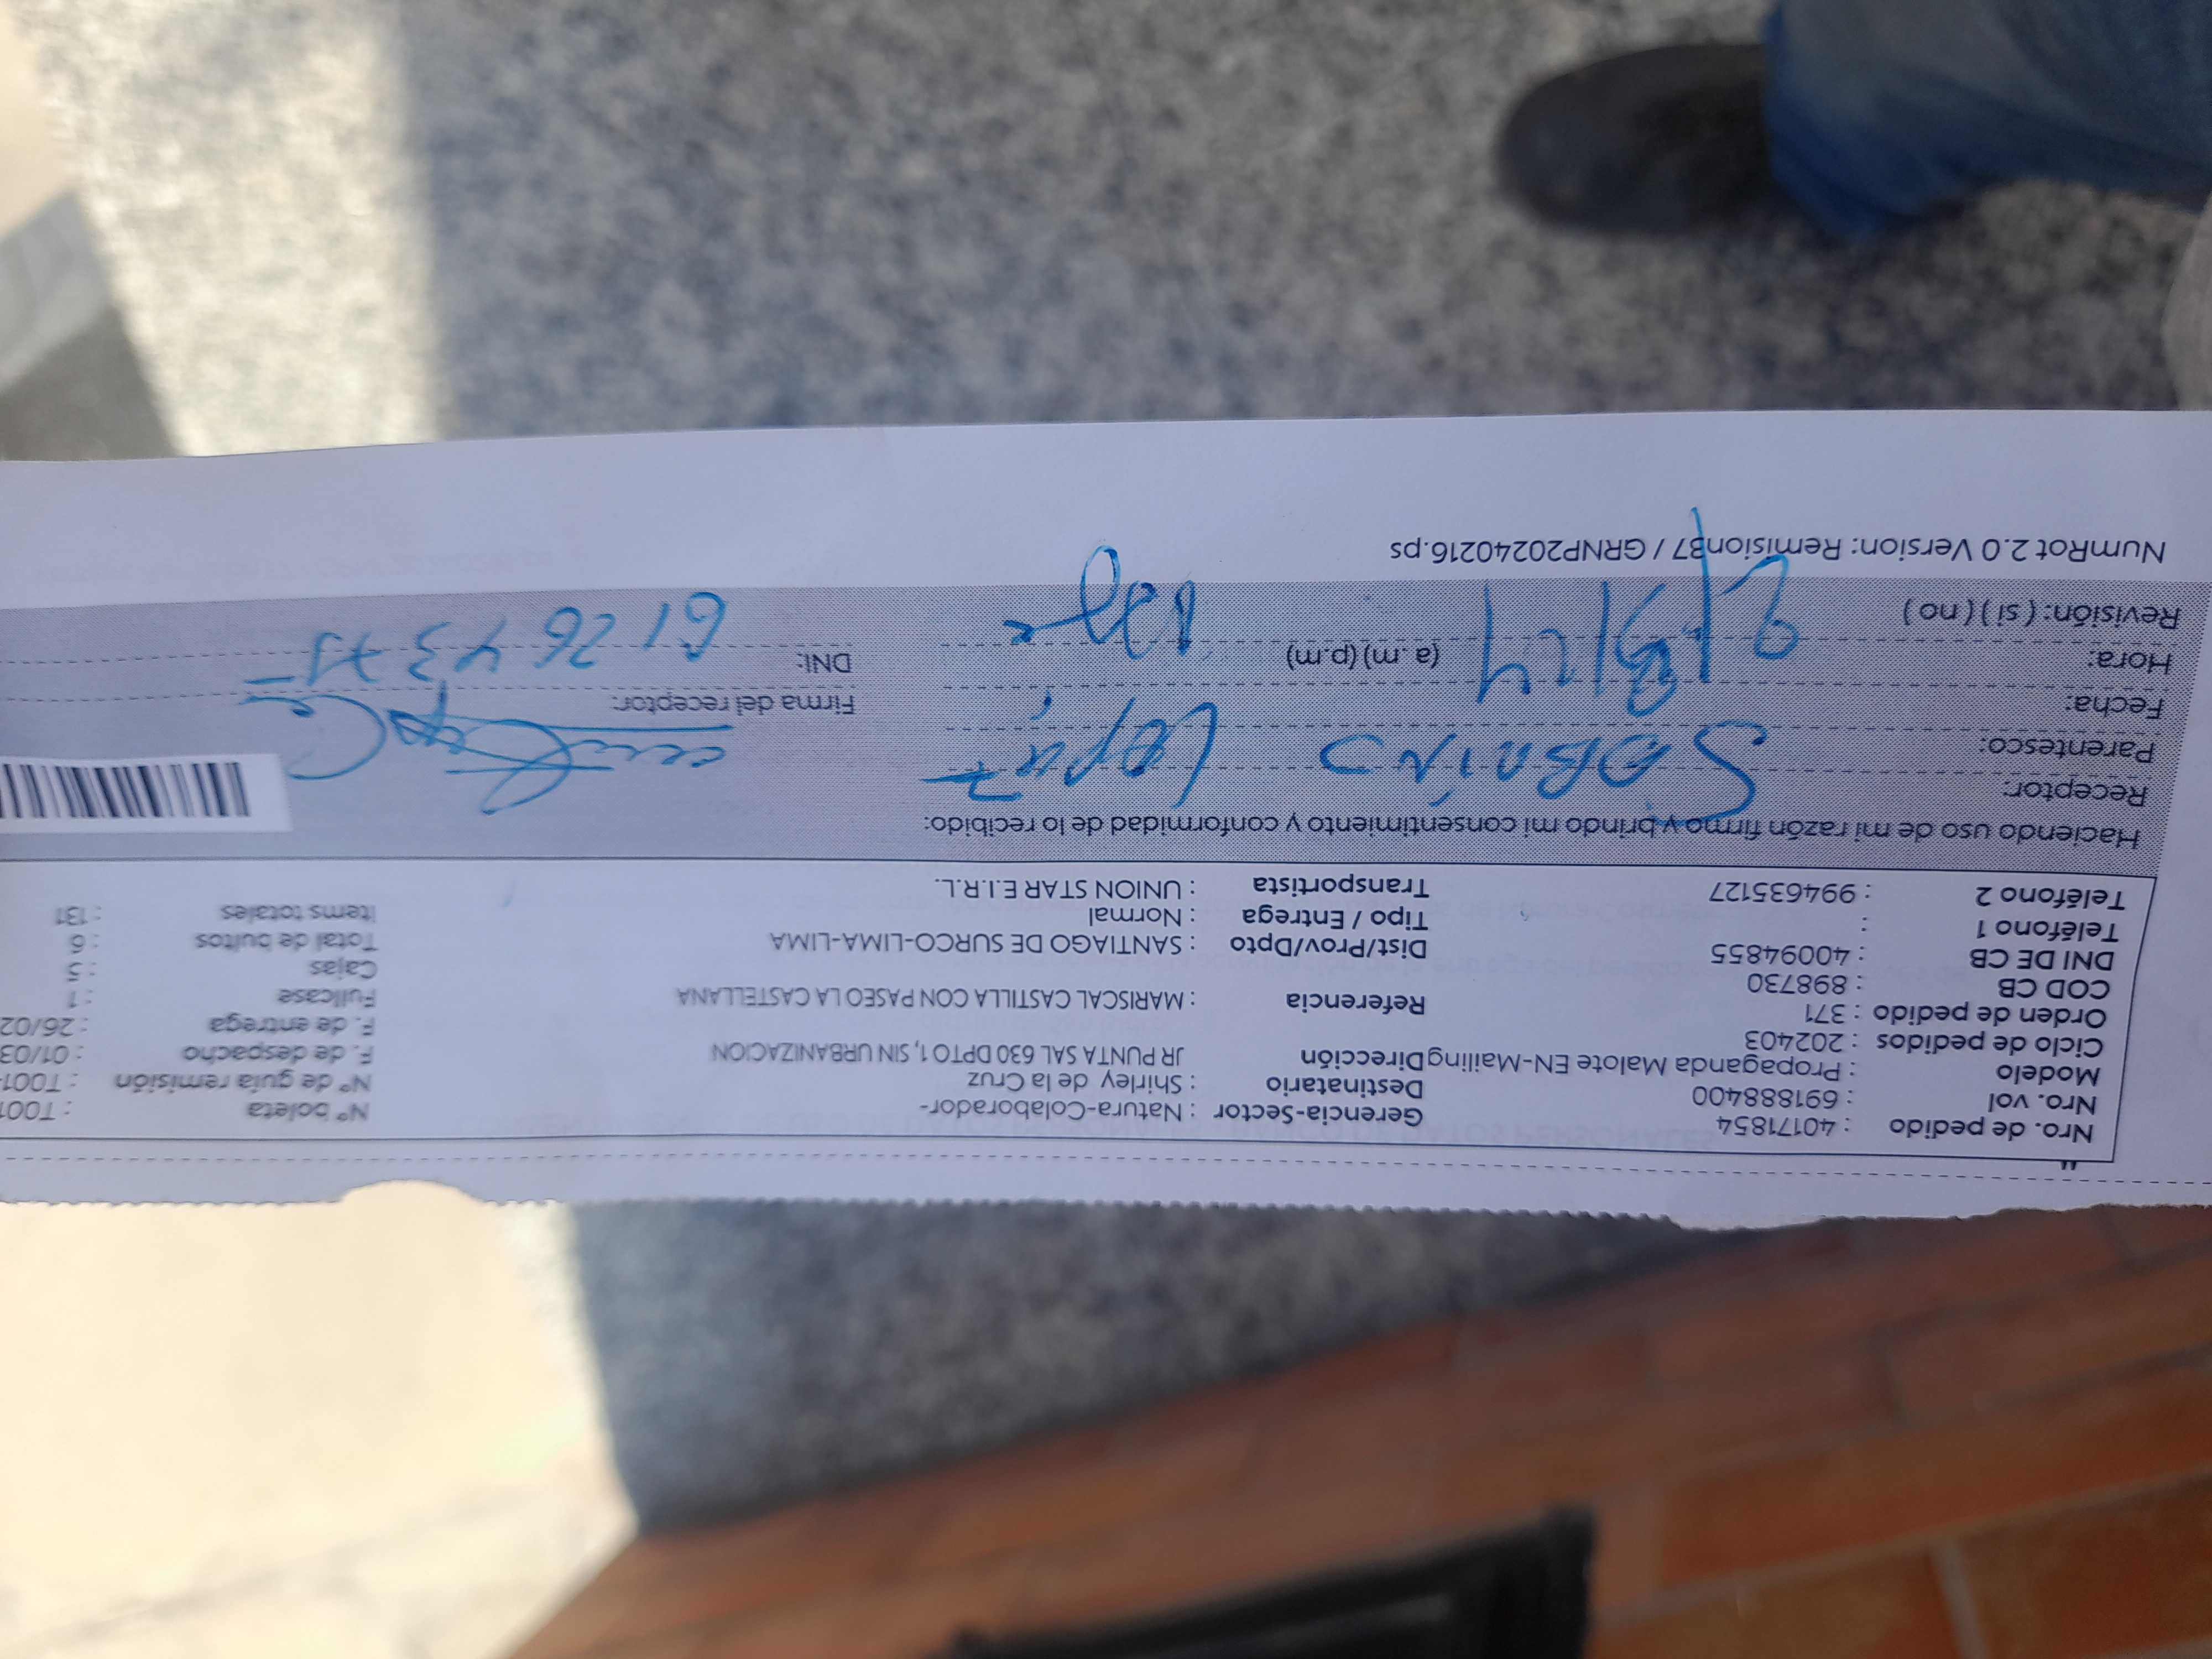 Nro. de pedido : 40171854 Gerencia-Sector : Natura-Colaborador- N° boleta : T001
Nro. vol : 691888400 Destinatario : Shirley de la Cruz N° de guía remisión : T001-
Modelo : Propaganda Malote EN-Mailing Dirección JR PUNTA SAL 630 DPTO 1, SIN URBANIZACION F. de despacho : 01/03
Ciclo de pedidos : 202403 F. de entrega : 26/02
Orden de pedido : 371 Referencia : MARISCAL CASTILLA CON PASEO LA CASTELLANA Fullcase : 1
COD CB : 898730 Cajas : 5
DNI DE CB : 40094855 Dist/Prov/Dpto : SANTIAGO DE SURCO-LIMA-LIMA Total de bultos : 6
Teléfono 1 : Tipo / Entrega : Normal Items totales : 131
Teléfono 2 : 994635127 Transportista : UNION STAR E.I.R.L.
Haciendo uso de mi razón firmo y brindo mi consentimiento y conformidad de lo recibido:
Receptor:
Parentesco: SOBRINO
Fecha: Firma del receptor:
Hora: (a.m) (p.m) DNI:
Revisión: ( si ) ( no )
NumRot 2.0 Version: Remision37 / GRNP20240216.ps